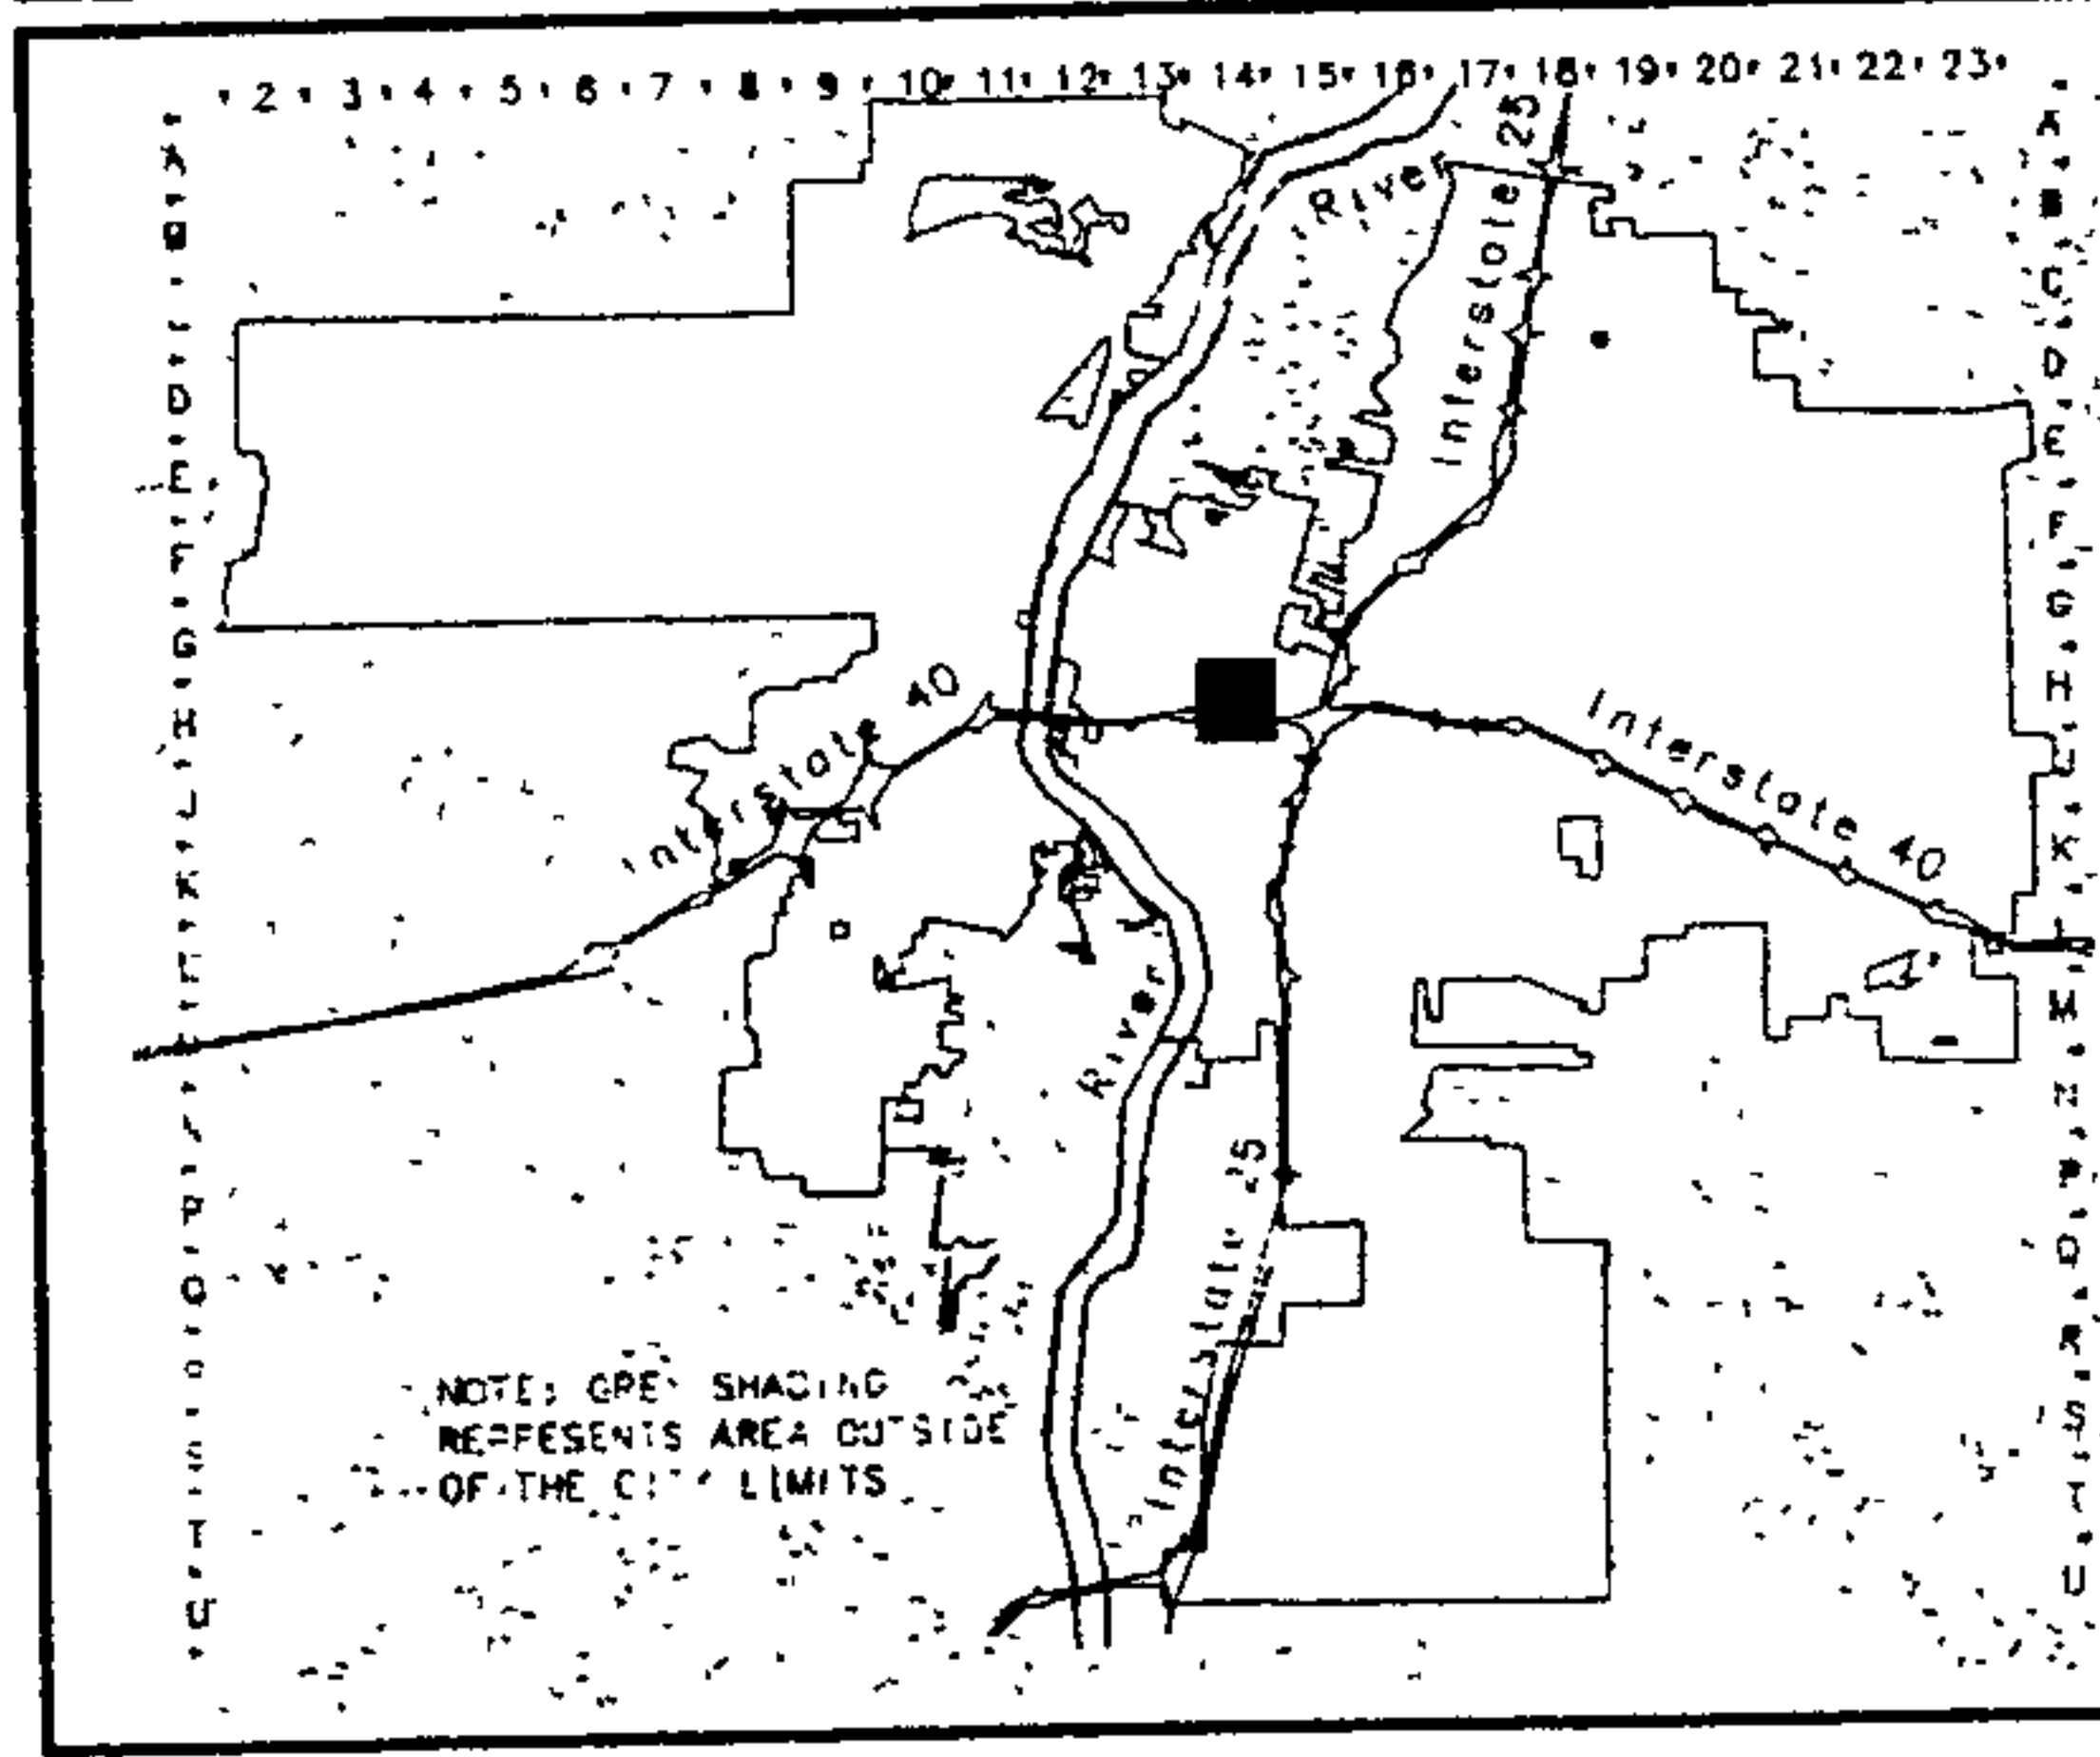 2 3 4 5 6 7 8 9 10 11 12 13 14 15 16 17 18 19 20 21 22 23
A
B
D
E
F
G
H
J
K
L
P
Q
S
T
U
A
B
C
D
E
F
G
H
J
K
L
M
N
P
Q
R
S
T
U
River
Interstate 25
Interstate 40
Interstate 40
River
Interstate 25
NOTE: GREY SHADING
REPRESENTS AREA OUTSIDE
OF THE CITY LIMITS